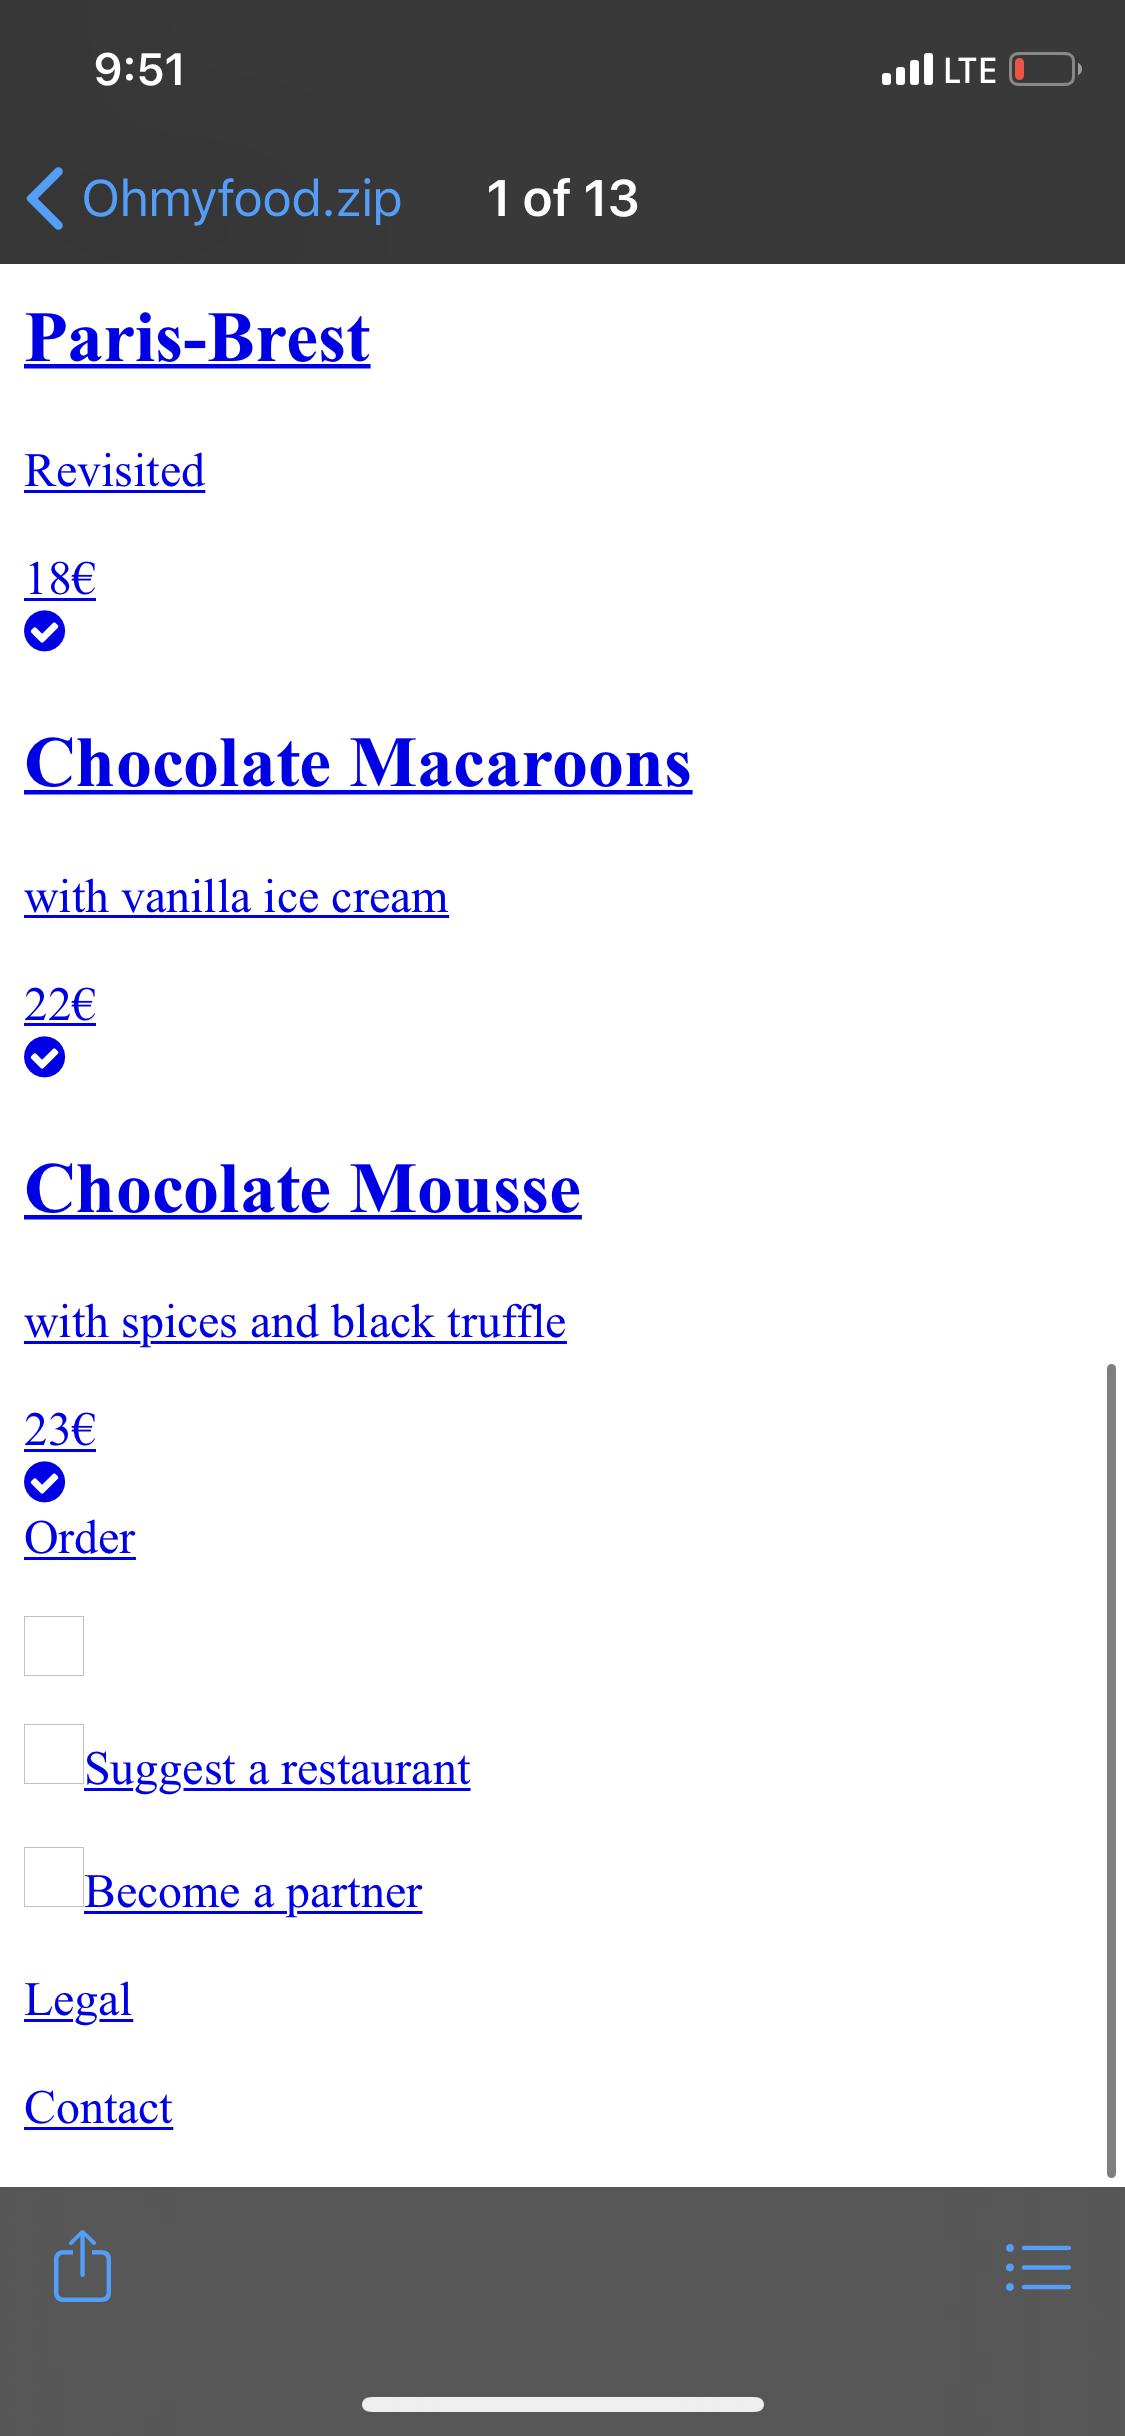 9:51
LTE
Ohmyfood.zip
1 of 13
Paris-Brest
Revisited
18€
Chocolate Macaroons
with vanilla ice cream
22€
Chocolate Mousse
with spices and black truffle
23€
Order
Suggest a restaurant
Become a partner
Legal
Contact